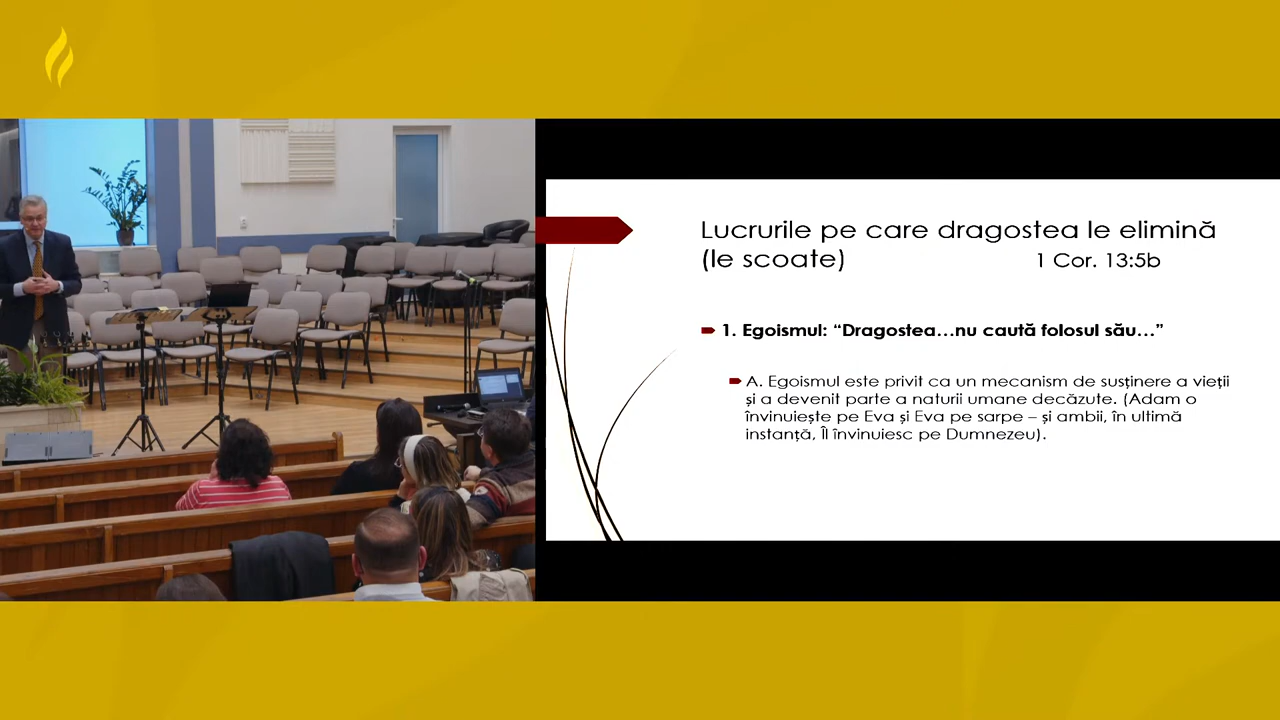 Lucrurile pe care dragostea le elimină
(le scoate) 1 Cor. 13:5b
1. Egoismul: “Dragostea...nu caută folosul său...”
A. Egoismul este privit ca un mecanism de susținere a vieții
și a devenit parte a naturii umane decăzute. (Adam o
învinuiește pe Eva și Eva pe sarpe – și ambii, în ultimă
instanță, Îl învinuiesc pe Dumnezeu).